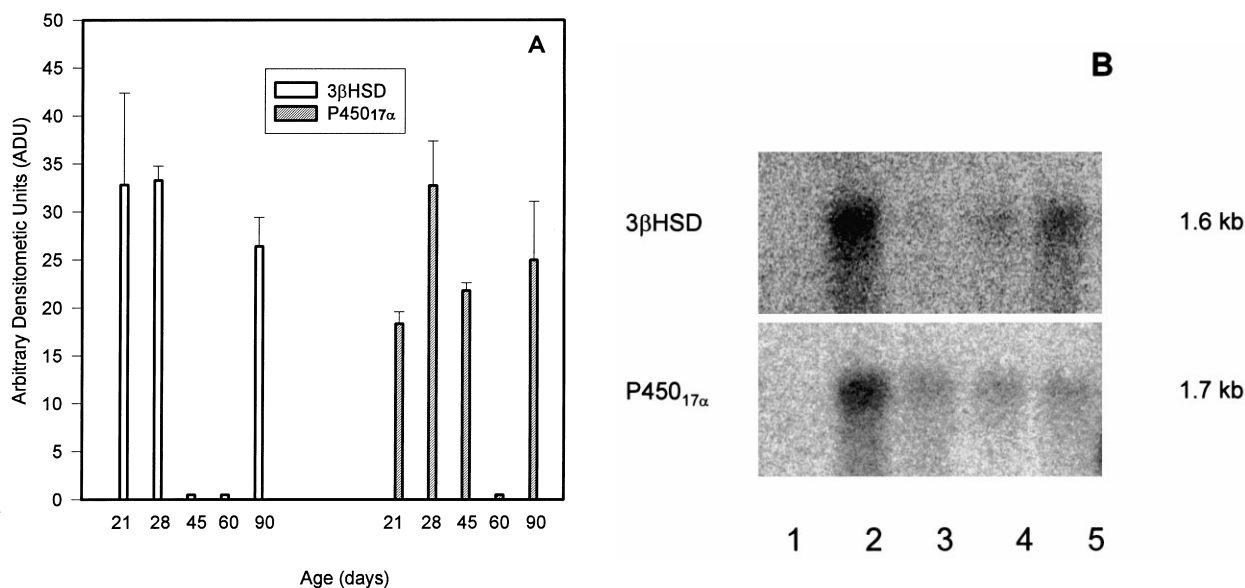 A
50
45
40
35
30
25
20
15
10
5
0
Arbitrary Densitometic Units (ADU)
3βHSD
P45017α
21 28 45 60 90 21 28 45 60 90
Age (days)
B
3βHSD 1.6 kb
P45017α 1.7 kb
1 2 3 4 5